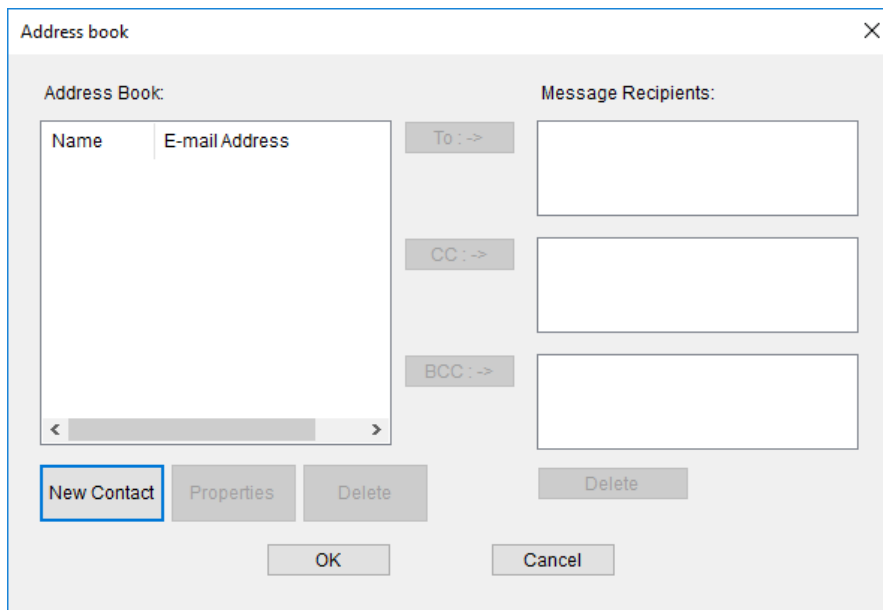 Address book
Address Book:
Message Recipients:
Name E-mail Address
To : ->
CC : ->
BCC : ->
New Contact Properties Delete
Delete
OK Cancel